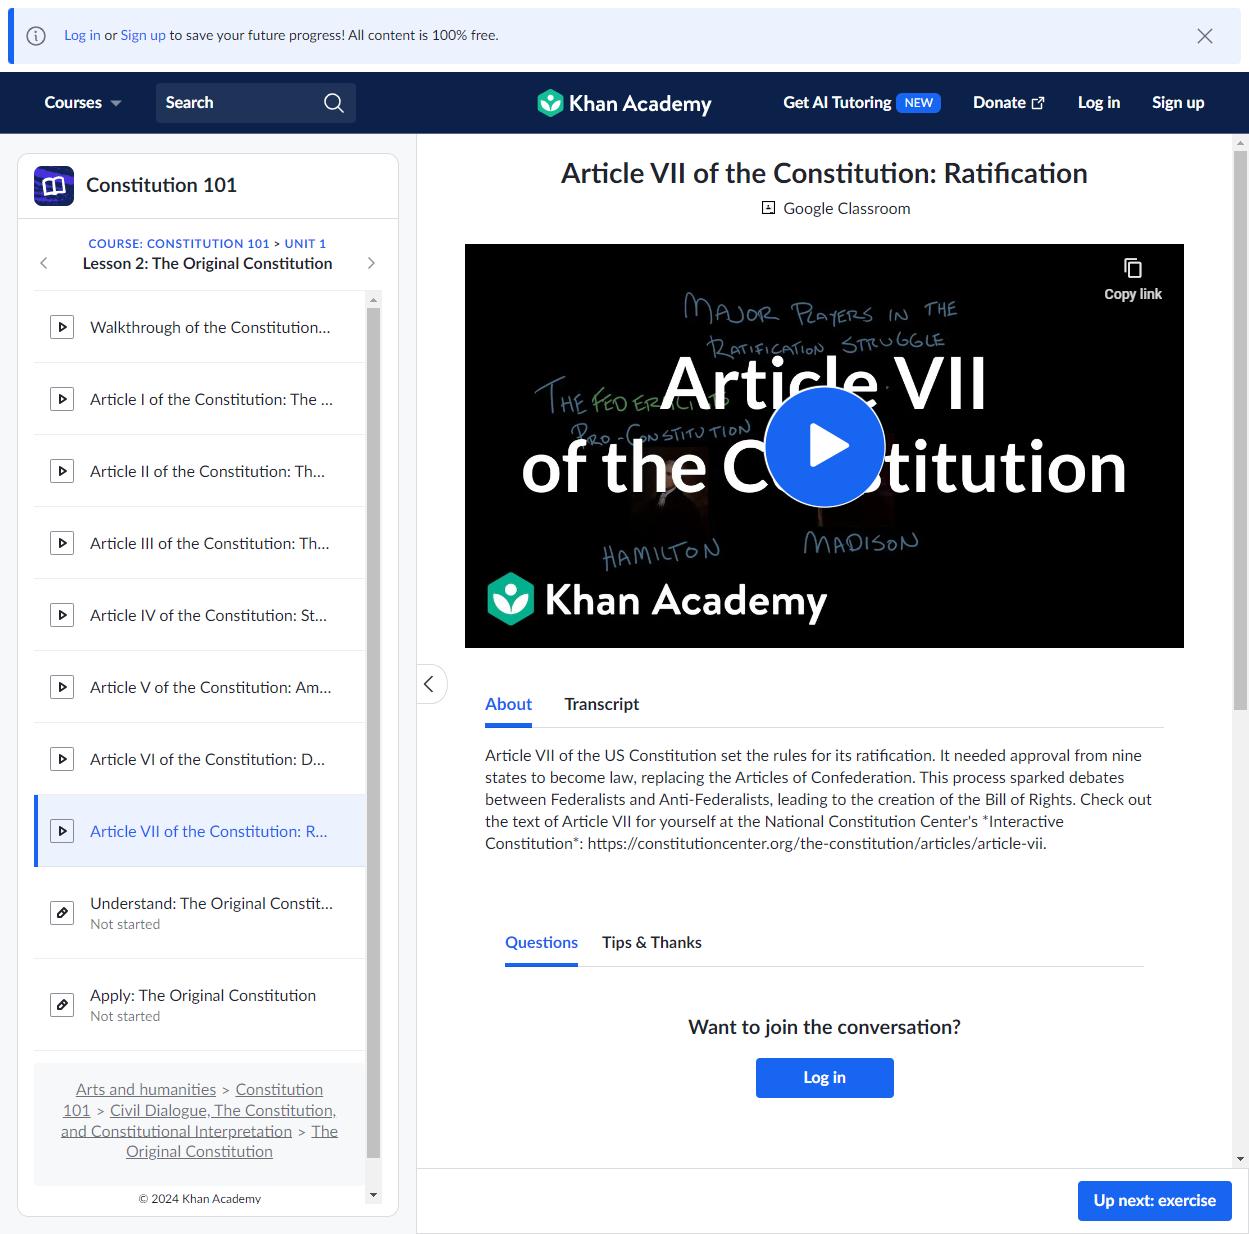 Log in or Sign up to save your future progress! All content is 100% free.
Courses
Search
Khan Academy
Get AI Tutoring NEW
Donate
Log in
Sign up
Constitution 101
COURSE: CONSTITUTION 101 > UNIT 1
Lesson 2: The Original Constitution
Walkthrough of the Constitution...
Article I of the Constitution: The ...
Article II of the Constitution: Th...
Article III of the Constitution: Th...
Article IV of the Constitution: St...
Article V of the Constitution: Am...
Article VI of the Constitution: D...
Article VII of the Constitution: R...
Understand: The Original Constit...
Not started
Apply: The Original Constitution
Not started
Arts and humanities > Constitution
101 > Civil Dialogue, The Constitution,
and Constitutional Interpretation > The
Original Constitution
© 2024 Khan Academy
Article VII of the Constitution: Ratification
Google Classroom
Copy link
MAJOR PLAYERS IN THE
RATIFICATION STRUGGLE
Article VII
THE
PRO-CONSTITUTION
of the
HAMILTON
MADISON
Khan Academy
About
Transcript
Article VII of the US Constitution set the rules for its ratification. It needed approval from nine
states to become law, replacing the Articles of Confederation. This process sparked debates
between Federalists and Anti-Federalists, leading to the creation of the Bill of Rights. Check out
the text of Article VII for yourself at the National Constitution Center's *Interactive
Constitution*: https://constitutioncenter.org/the-constitution/articles/article-vii.
Questions
Tips & Thanks
Want to join the conversation?
Log in
Up next: exercise